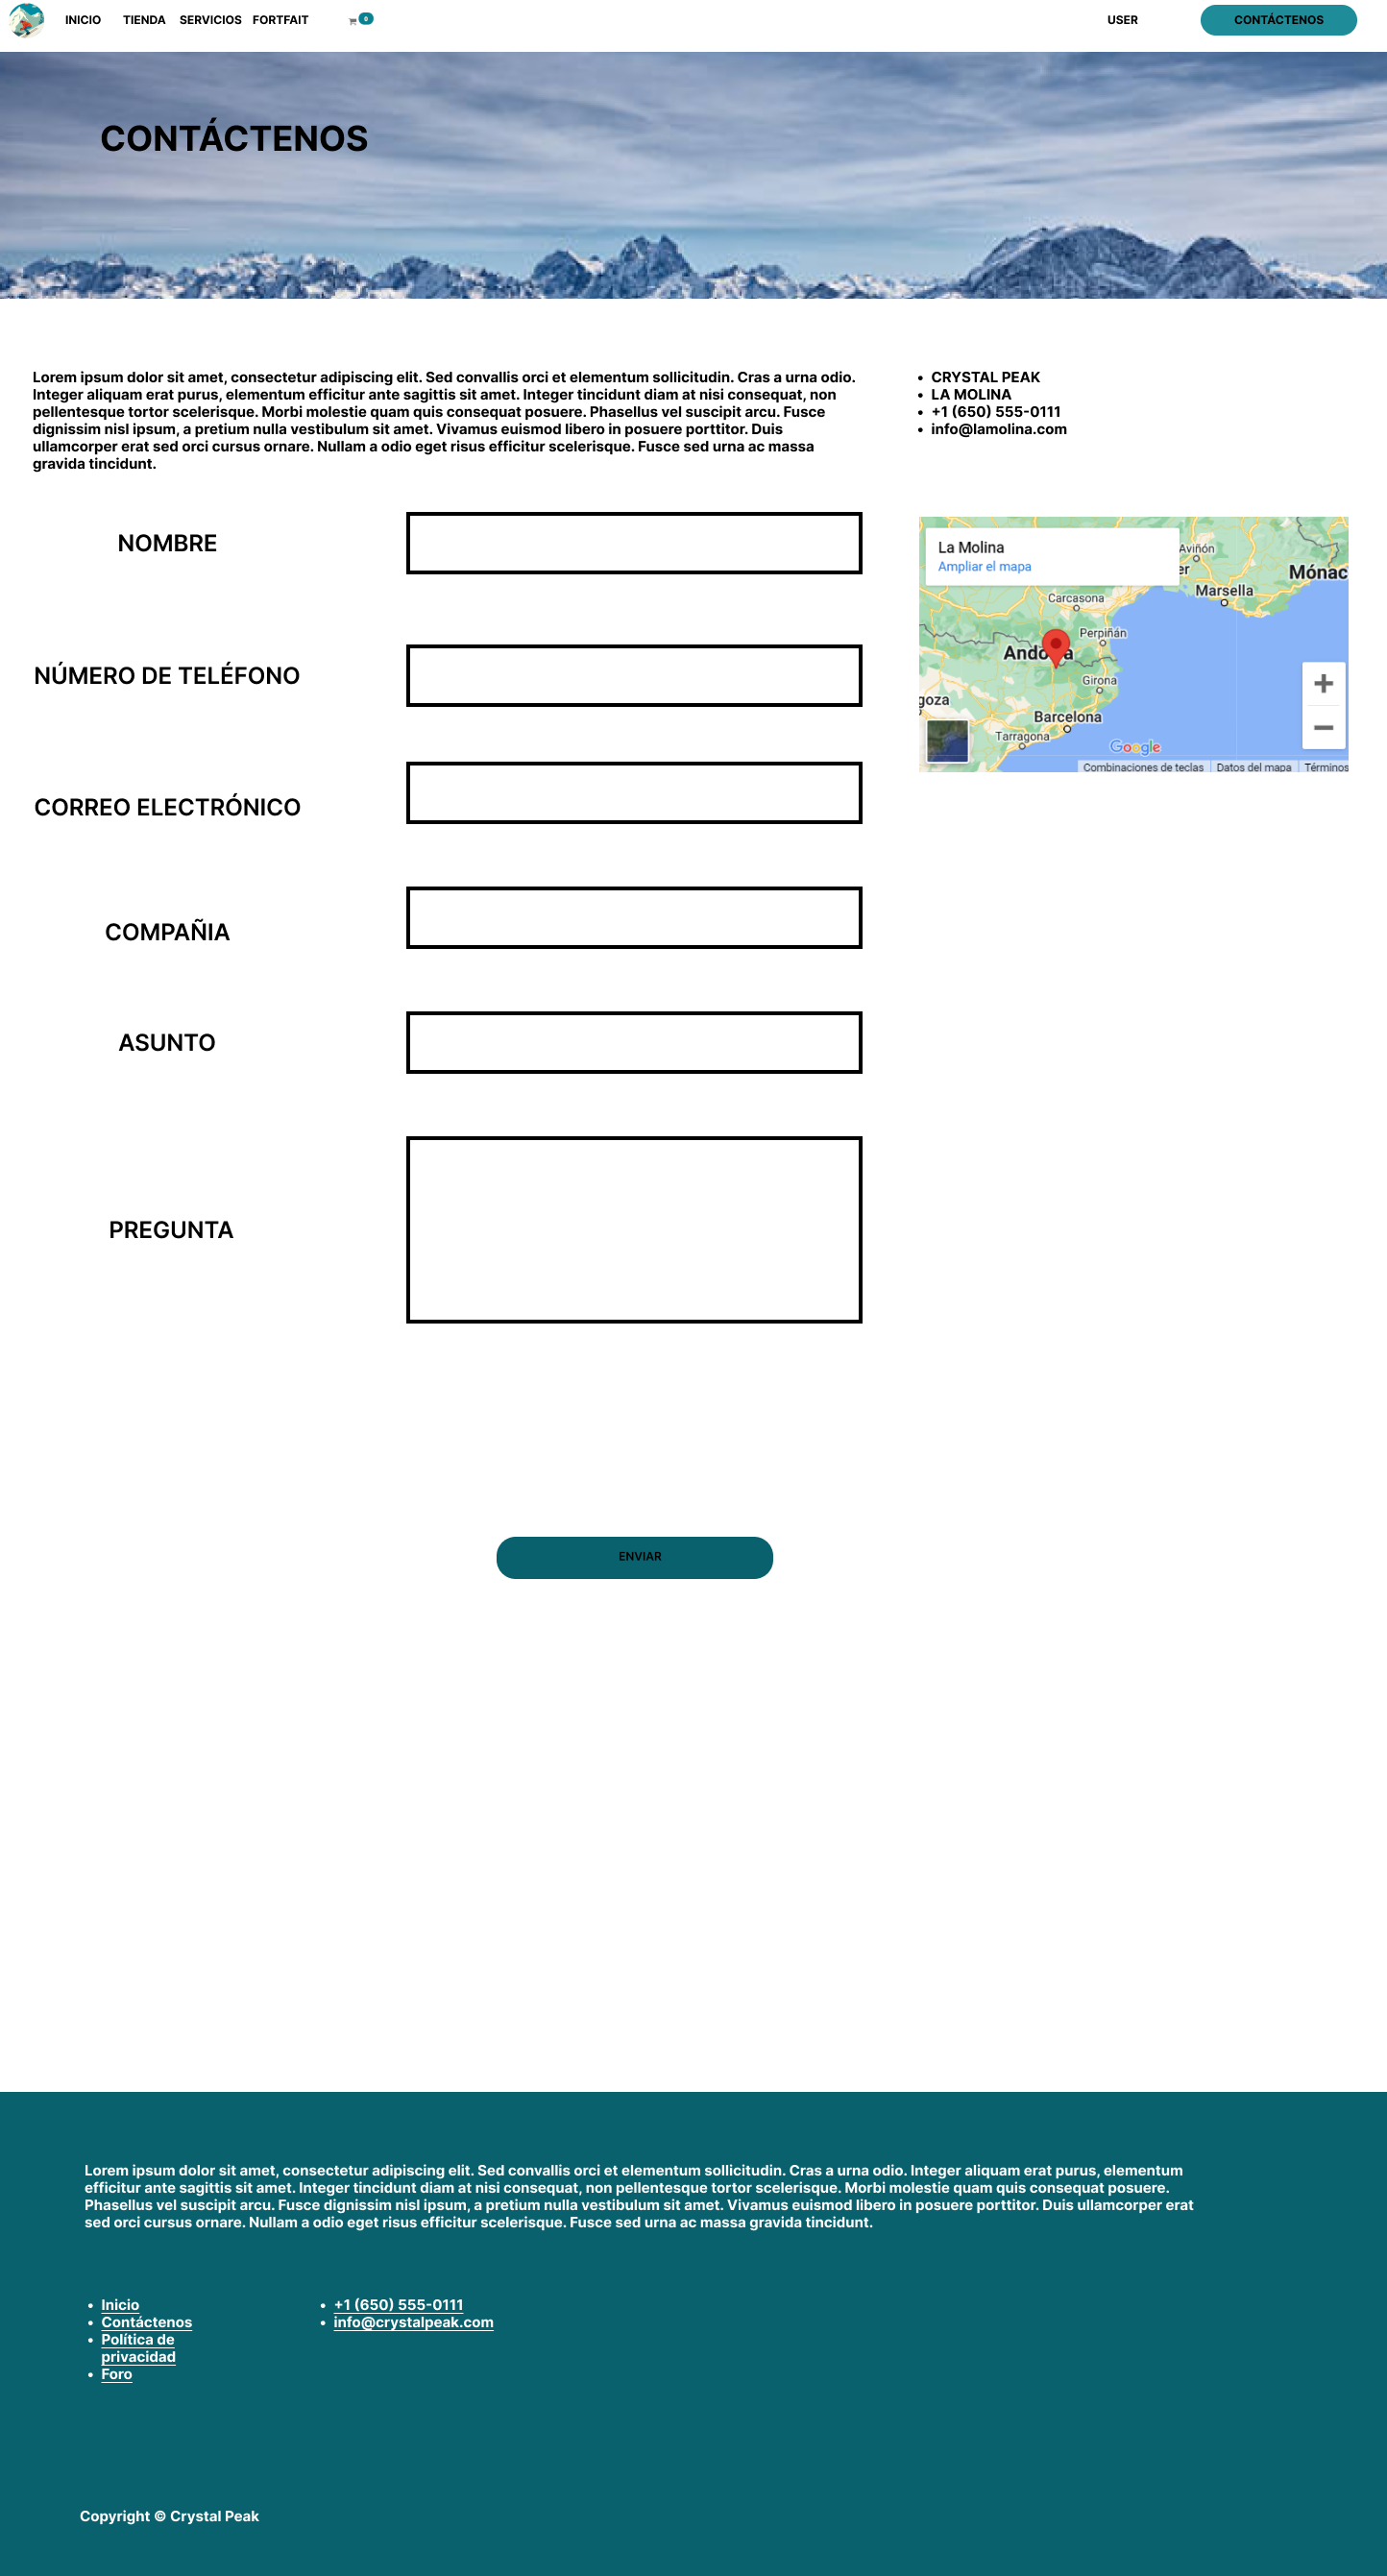 INICIO TIENDA SERVICIOS FORTFAIT 0 USER CONTÁCTENOS
CONTÁCTENOS
Lorem ipsum dolor sit amet, consectetur adipiscing elit. Sed convallis orci et elementum sollicitudin. Cras a urna odio.
Integer aliquam erat purus, elementum efficitur ante sagittis sit amet. Integer tincidunt diam at nisi consequat, non
pellentesque tortor scelerisque. Morbi molestie quam quis consequat posuere. Phasellus vel suscipit arcu. Fusce
dignissim nisl ipsum, a pretium nulla vestibulum sit amet. Vivamus euismod libero in posuere porttitor. Duis
ullamcorper erat sed orci cursus ornare. Nullam a odio eget risus efficitur scelerisque. Fusce sed urna ac massa
gravida tincidunt.
• CRYSTAL PEAK
• LA MOLINA
• +1 (650) 555-0111
• info@lamolina.com
NOMBRE
NÚMERO DE TELÉFONO
CORREO ELECTRÓNICO
COMPAÑIA
ASUNTO
PREGUNTA
La Molina
Ampliar el mapa
Aviñón
er
Mónac
Marsella
Carcasona
Perpiñán
Andorra
Girona
goza
Barcelona
Tarragona
Google
Combinaciones de teclas Datos del mapa Términos
ENVIAR
Lorem ipsum dolor sit amet, consectetur adipiscing elit. Sed convallis orci et elementum sollicitudin. Cras a urna odio. Integer aliquam erat purus, elementum
efficitur ante sagittis sit amet. Integer tincidunt diam at nisi consequat, non pellentesque tortor scelerisque. Morbi molestie quam quis consequat posuere.
Phasellus vel suscipit arcu. Fusce dignissim nisl ipsum, a pretium nulla vestibulum sit amet. Vivamus euismod libero in posuere porttitor. Duis ullamcorper erat
sed orci cursus ornare. Nullam a odio eget risus efficitur scelerisque. Fusce sed urna ac massa gravida tincidunt.
• Inicio
• Contáctenos
• Política de
privacidad
• Foro
• +1 (650) 555-0111
• info@crystalpeak.com
Copyright © Crystal Peak